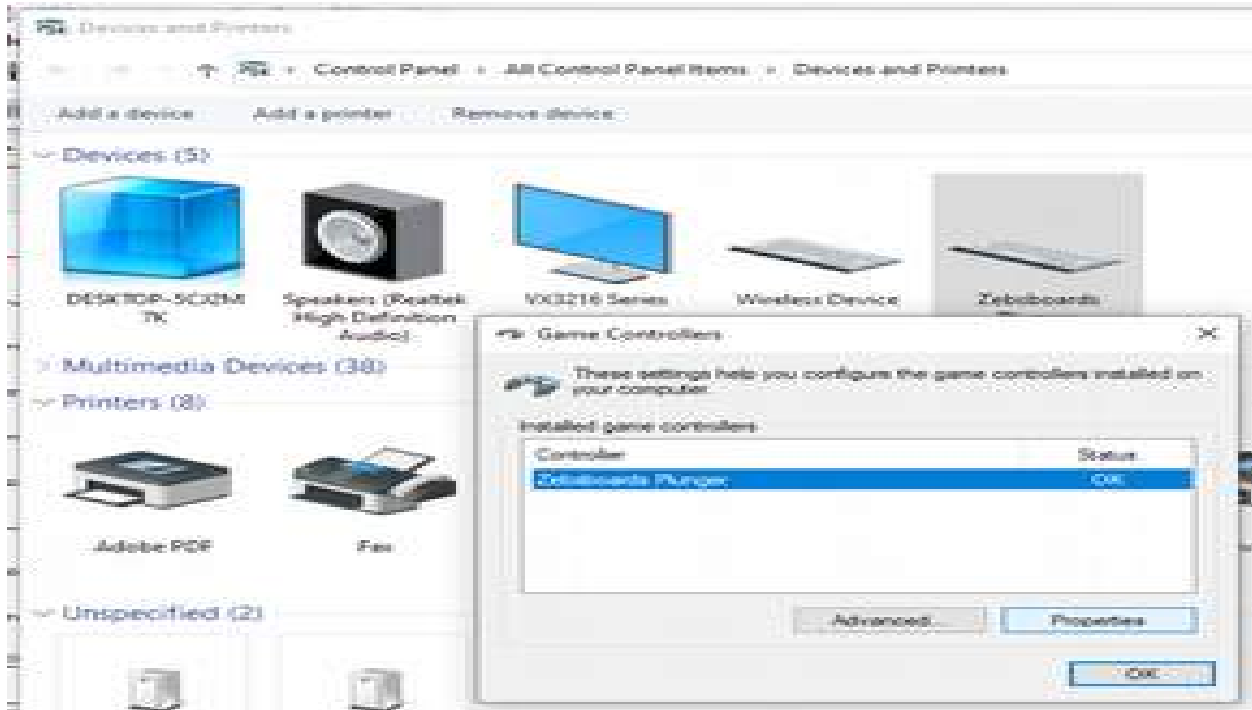 Devices and Printers
Control Panel › All Control Panel Items › Devices and Printers
Add a device Add a printer Remove device
Devices (5)
Speakers (Realtek
High Definition
Audio)
VX3216 Series
Wireless Device
Zebsboards
Game Controllers
These settings help you configure the game controllers installed on
your computer.
Installed game controllers
Controller Status
Zebsboards Plunger OK
Advanced... Properties
OK
Multimedia Devices (38)
Printers (8)
Adobe PDF
Fax
Unspecified (2)